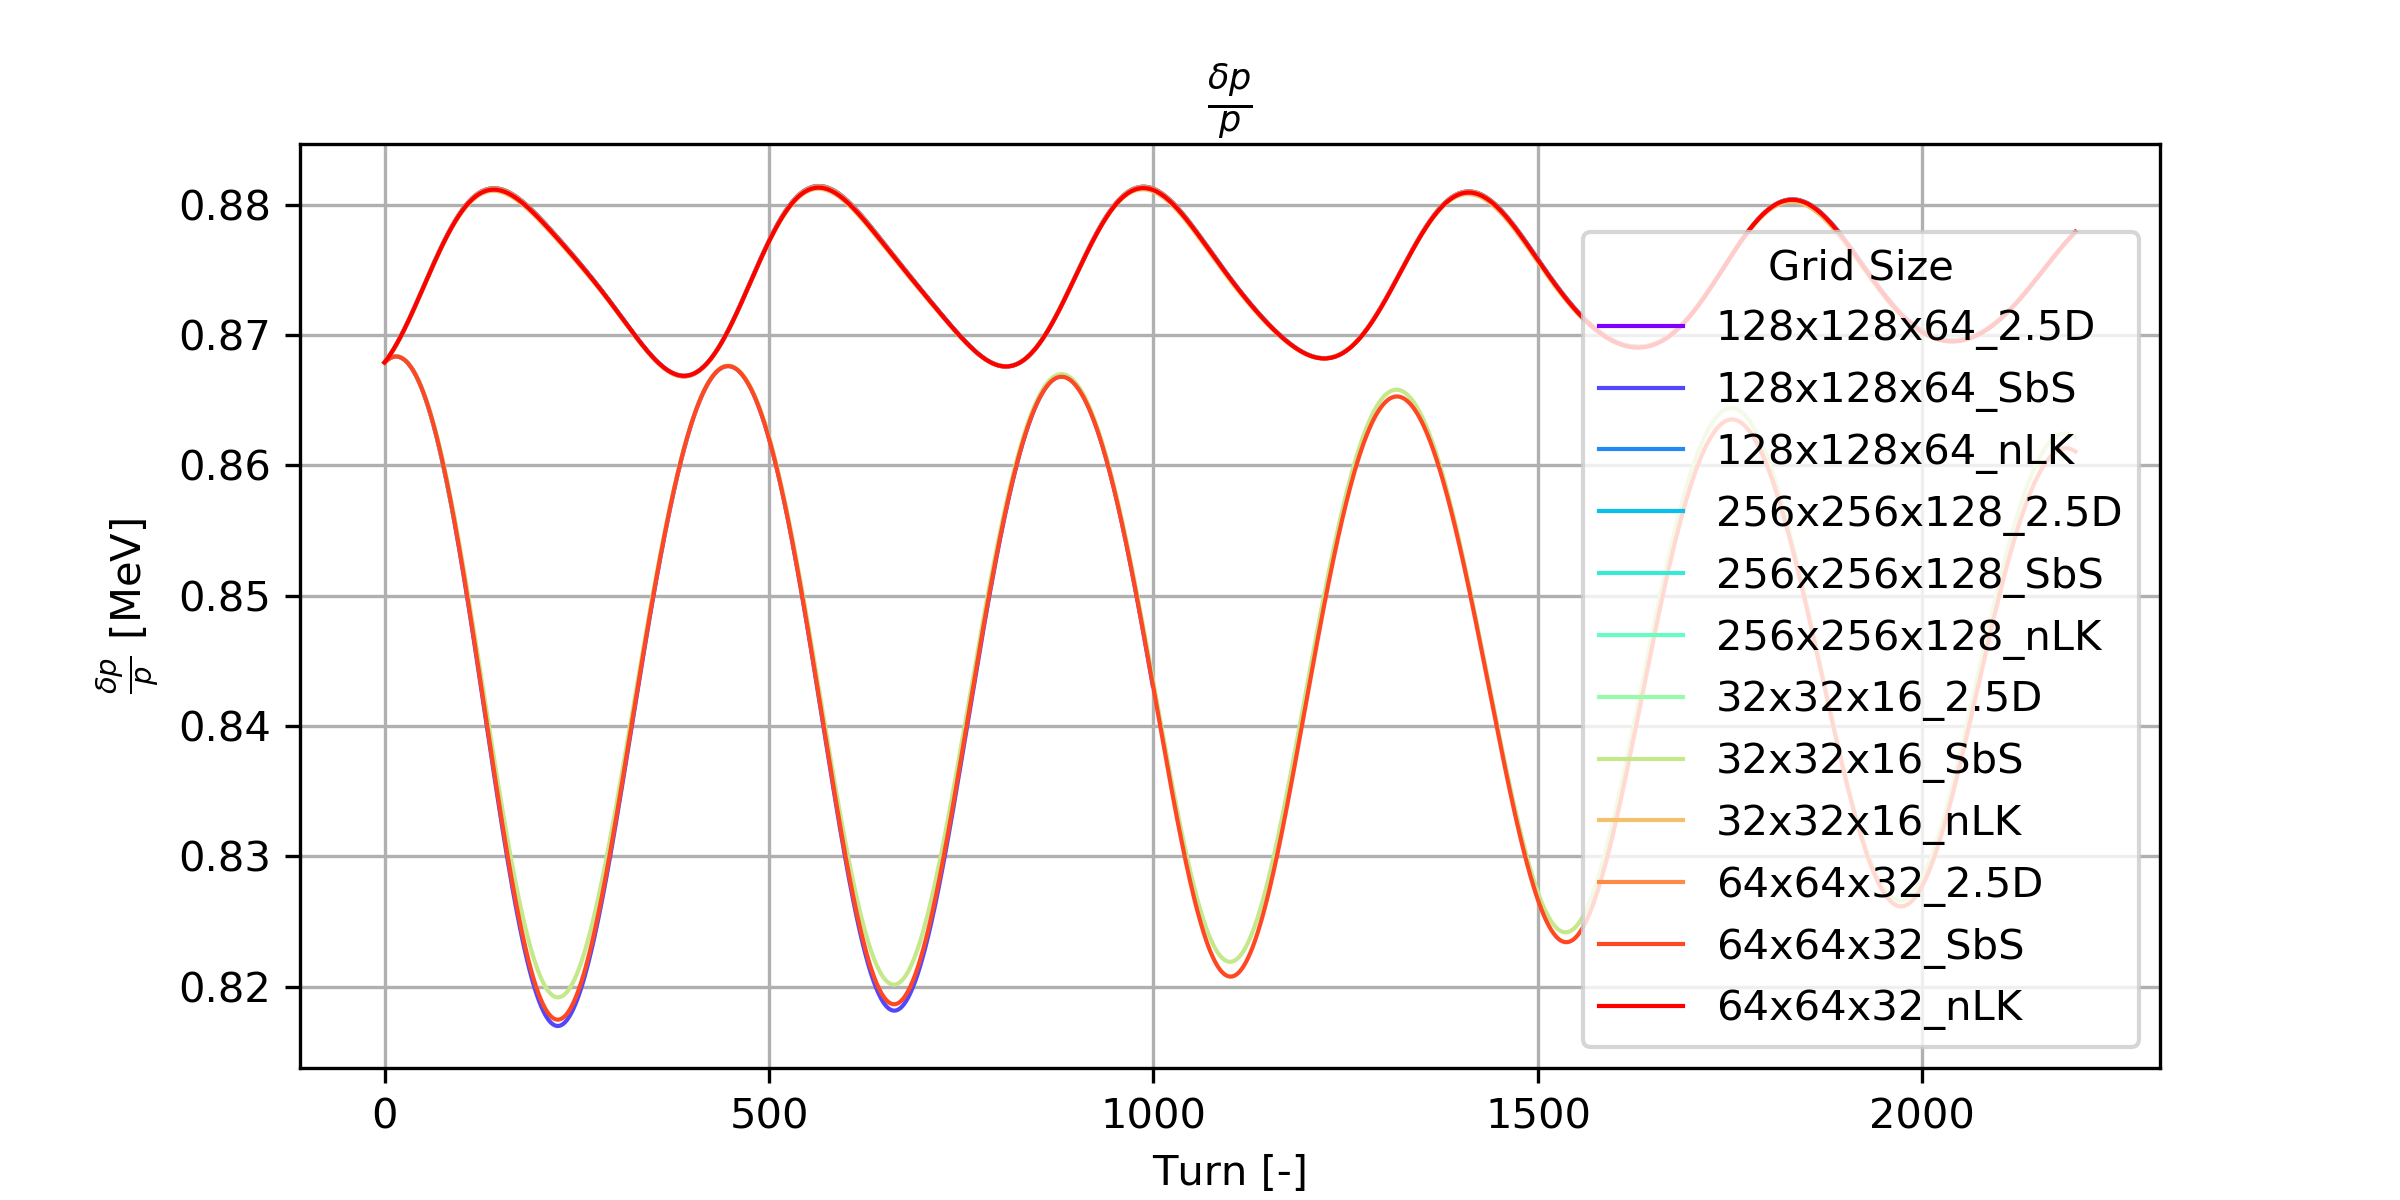 δp/p
0.88
0.87
0.86
0.85
0.84
0.83
0.82
δp/p [MeV]
0 500 1000 1500 2000
Turn [-]
Grid Size
128x128x64_2.5D
128x128x64_SbS
128x128x64_nLK
256x256x128_2.5D
256x256x128_SbS
256x256x128_nLK
32x32x16_2.5D
32x32x16_SbS
32x32x16_nLK
64x64x32_2.5D
64x64x32_SbS
64x64x32_nLK